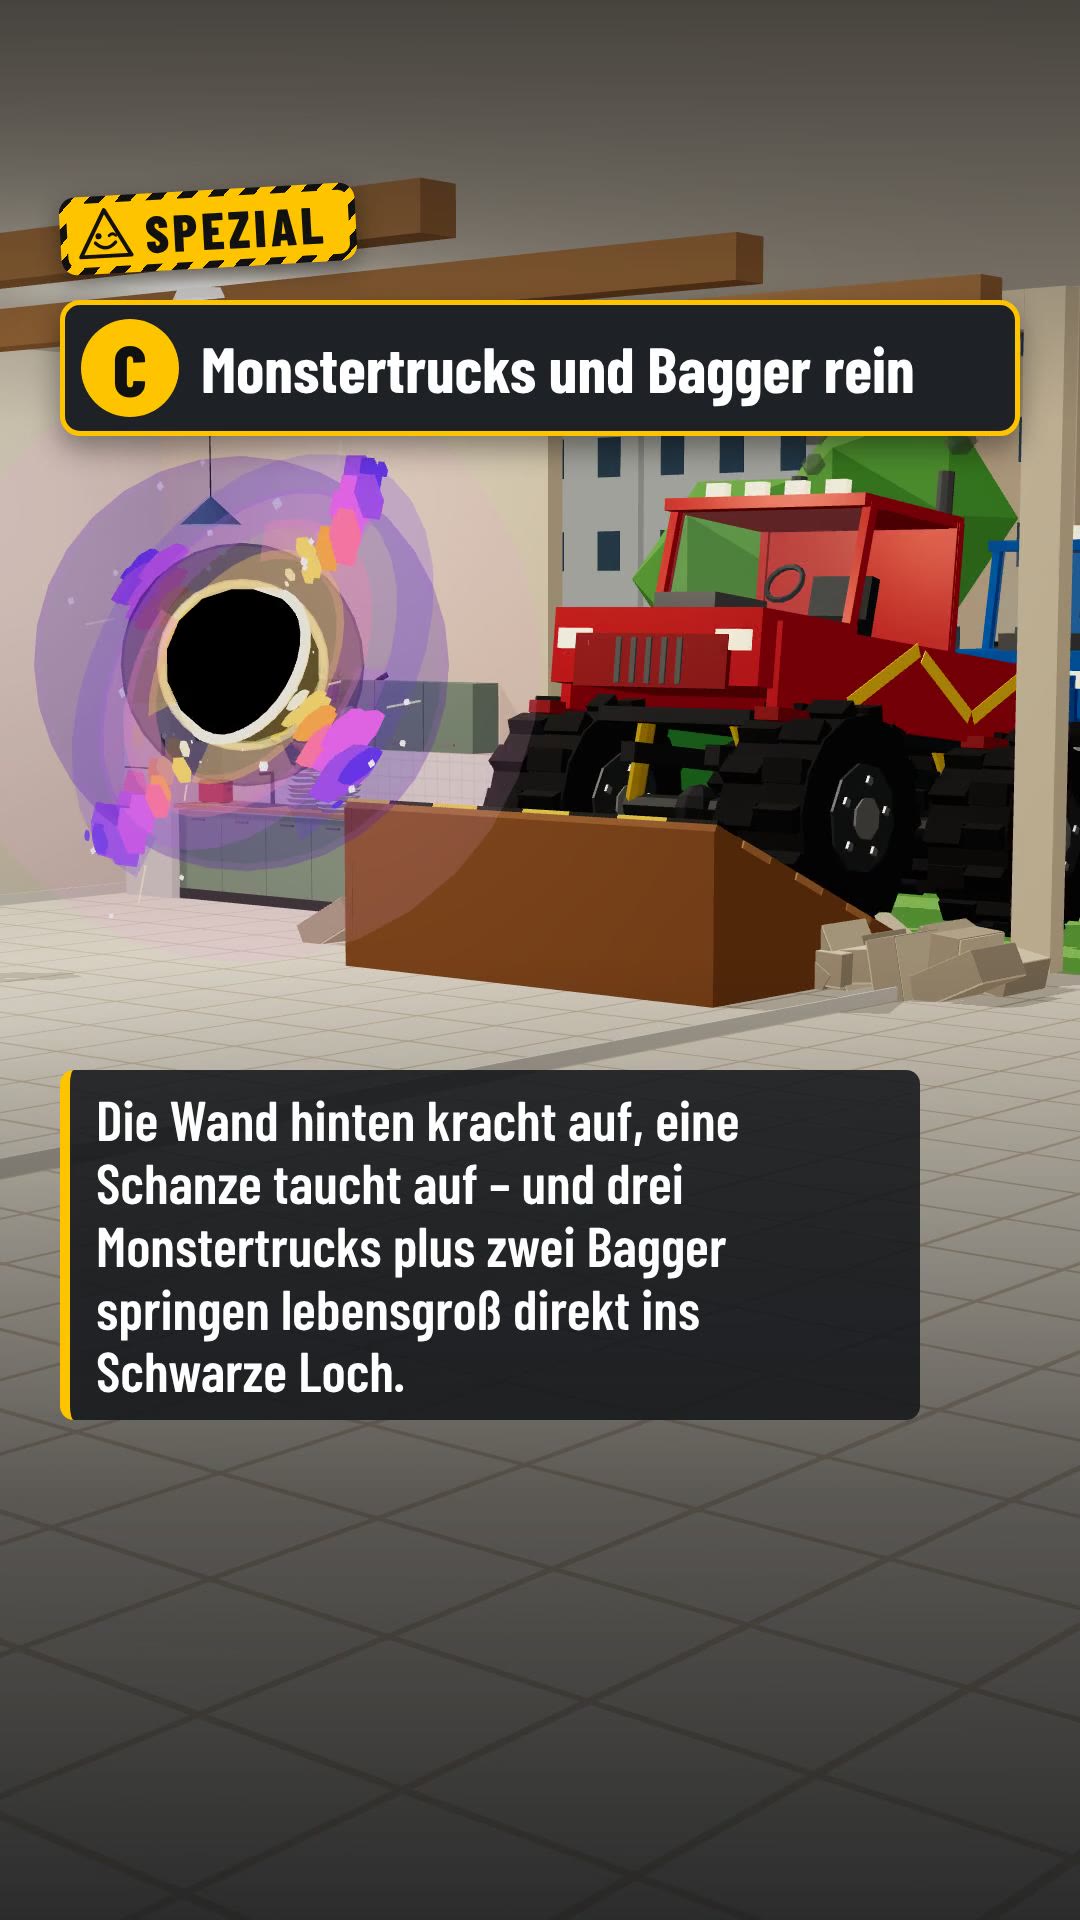 SPEZIAL
C Monstertrucks und Bagger rein
Die Wand hinten kracht auf, eine
Schanze taucht auf – und drei
Monstertrucks plus zwei Bagger
springen lebensgroß direkt ins
Schwarze Loch.